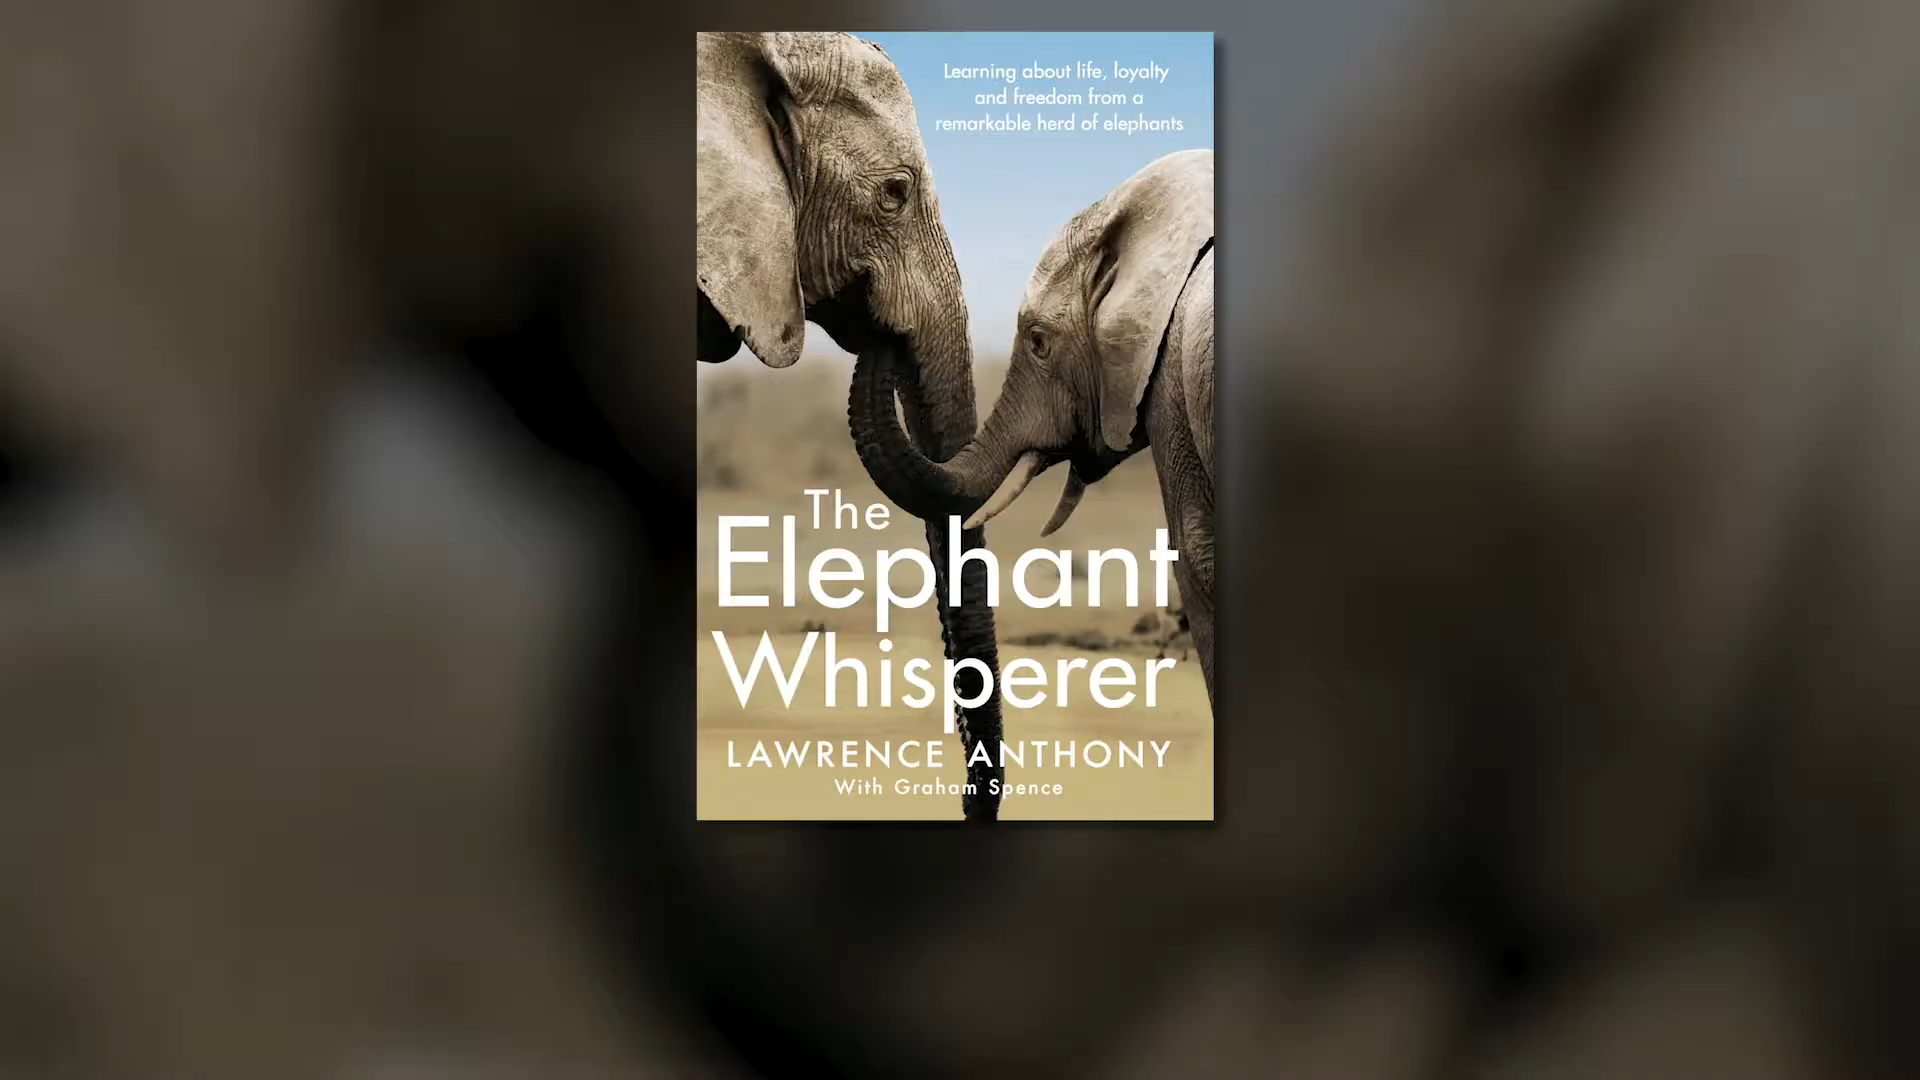 Learning about life, loyalty
and freedom from a
remarkable herd of elephants
The
Elephant
Whisperer
LAWRENCE ANTHONY
With Graham Spence